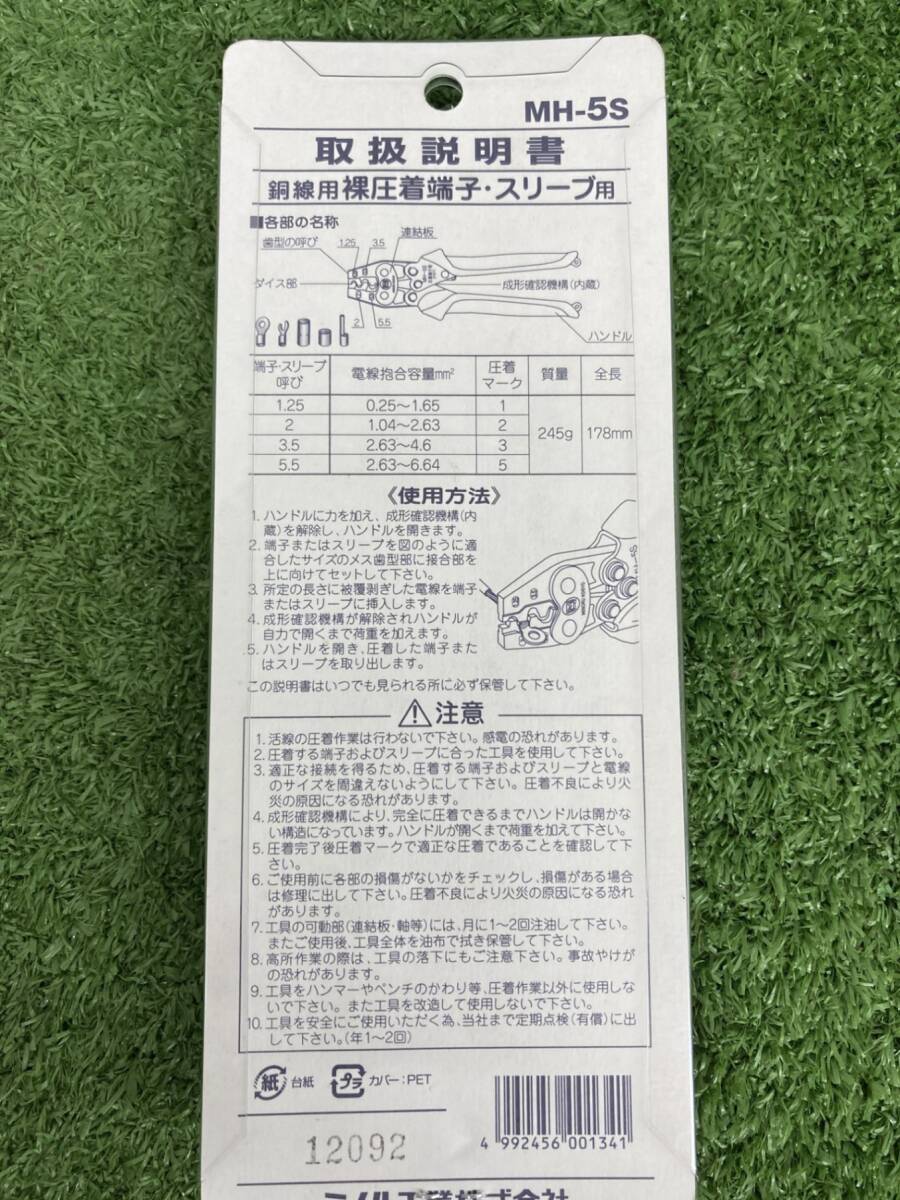 MH-5S
取扱説明書
銅線用裸圧着端子・スリーブ用
■各部の名称
歯型の呼び
1.25
3.5
連結板
ダイス部
成形確認機構(内蔵)
2
5.5
ハンドル
端子・スリーブ呼び 電線抱合容量mm² 圧着マーク 質量 全長
1.25 0.25〜1.65 1
2 1.04〜2.63 2
245g 178mm
3.5 2.63〜4.6 3
5.5 2.63〜6.64 5
《使用方法》
1. ハンドルに力を加え、成形確認機構(内
蔵)を解除し、ハンドルを開きます。
2. 端子またはスリーブを図のように適
合したサイズのメス歯型部に接合部を
上に向けてセットして下さい。
3. 所定の長さに被覆剥ぎした電線を端子
またはスリーブに挿入します。
4. 成形確認機構が解除されハンドルが
自力で開くまで荷重を加えます。
5. ハンドルを開き、圧着した端子また
はスリーブを取り出します。
この説明書はいつでも見られる所に必ず保管して下さい。
注意
1. 活線の圧着作業は行わないで下さい。感電の恐れがあります。
2. 圧着する端子およびスリーブに合った工具を使用して下さい。
3. 適正な接続を得るため、圧着する端子およびスリーブと電線
のサイズを間違えないようにして下さい。圧着不良により火
災の原因になる恐れがあります。
4. 成形確認機構により、完全に圧着できるまでハンドルは開かな
い構造になっています。ハンドルが開くまで荷重を加えて下さい。
5. 圧着完了後圧着マークで適正な圧着であることを確認して下
さい。
6. ご使用前に各部の損傷がないかをチェックし、損傷がある場合
は修理に出して下さい。圧着不良により火災の原因になる恐れ
があります。
7. 工具の可動部(連結板・軸等)には、月に1〜2回注油して下さい。
またご使用後、工具全体を油布で拭き保管して下さい。
8. 高所作業の際は、工具の落下にもご注意下さい。事故やけが
の恐れがあります。
9. 工具をハンマーやペンチのかわり等、圧着作業以外に使用しな
いで下さい。また工具を改造して使用しないで下さい。
10. 工具を安全にご使用いただく為、当社まで定期点検(有償)に出
して下さい。(年1〜2回)
紙 台紙 プラ カバー:PET
4 992456 001341
12092